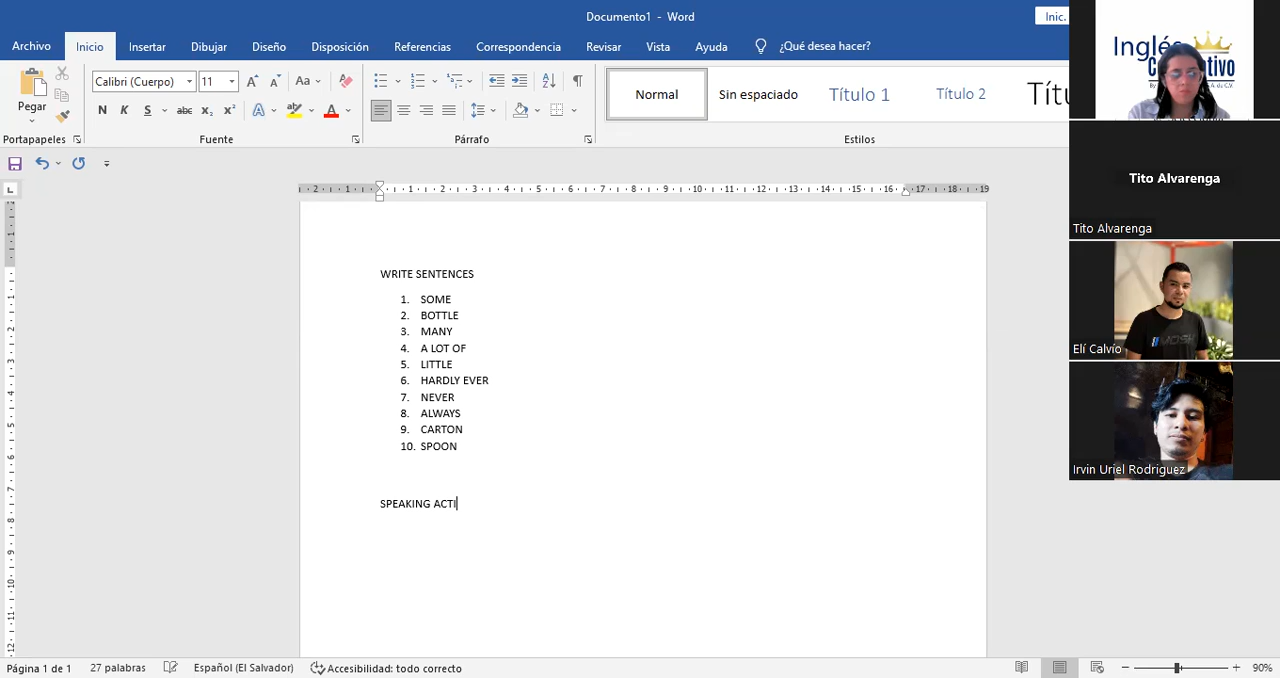 Documento1 - Word
Inic.
Archivo Inicio Insertar Dibujar Diseño Disposición Referencias Correspondencia Revisar Vista Ayuda ¿Qué desea hacer?
Pegar
Calibri (Cuerpo) 11
Normal
Sin espaciado
Título 1
Título 2
Portapapeles
Fuente
Párrafo
Estilos
WRITE SENTENCES
1. SOME
2. BOTTLE
3. MANY
4. A LOT OF
5. LITTLE
6. HARDLY EVER
7. NEVER
8. ALWAYS
9. CARTON
10. SPOON
SPEAKING ACTI
Inglés
Tito Alvarenga
Tito Alvarenga
Elí Calvío
Irvin Uriel Rodriguez
Página 1 de 1 27 palabras Español (El Salvador) Accesibilidad: todo correcto 90%